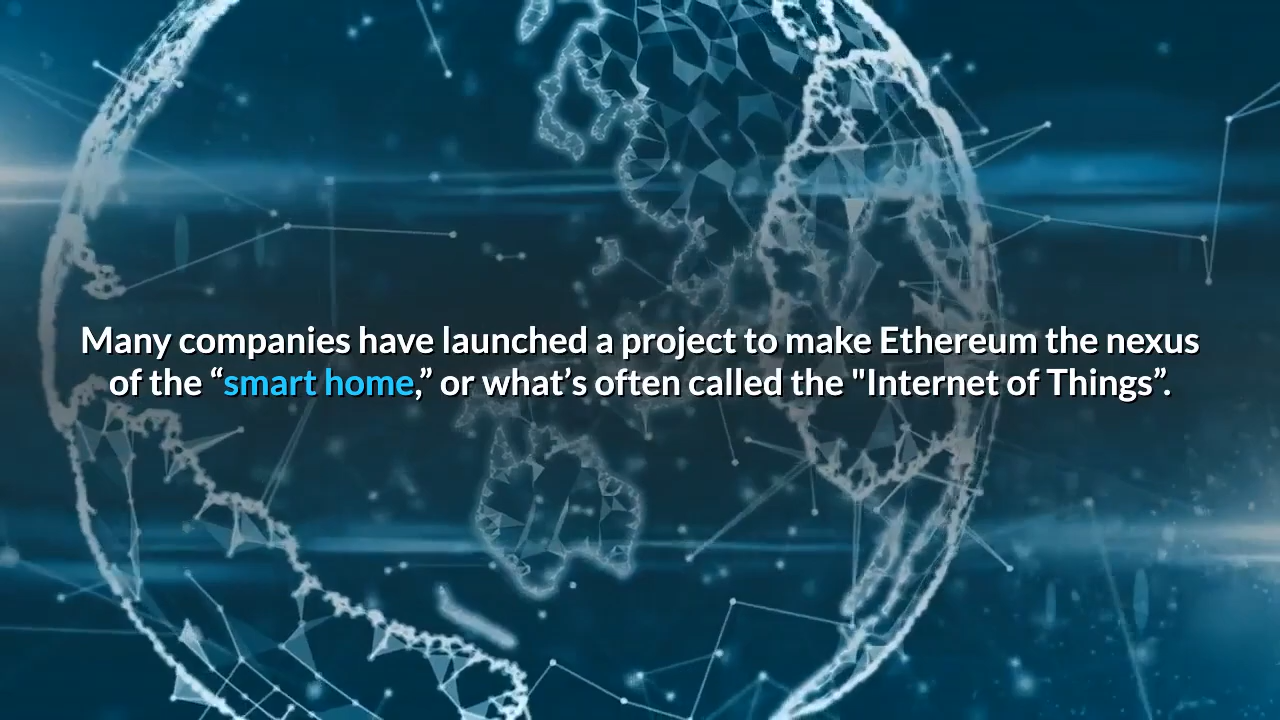 Many companies have launched a project to make Ethereum the nexus
of the “smart home,” or what’s often called the "Internet of Things”.